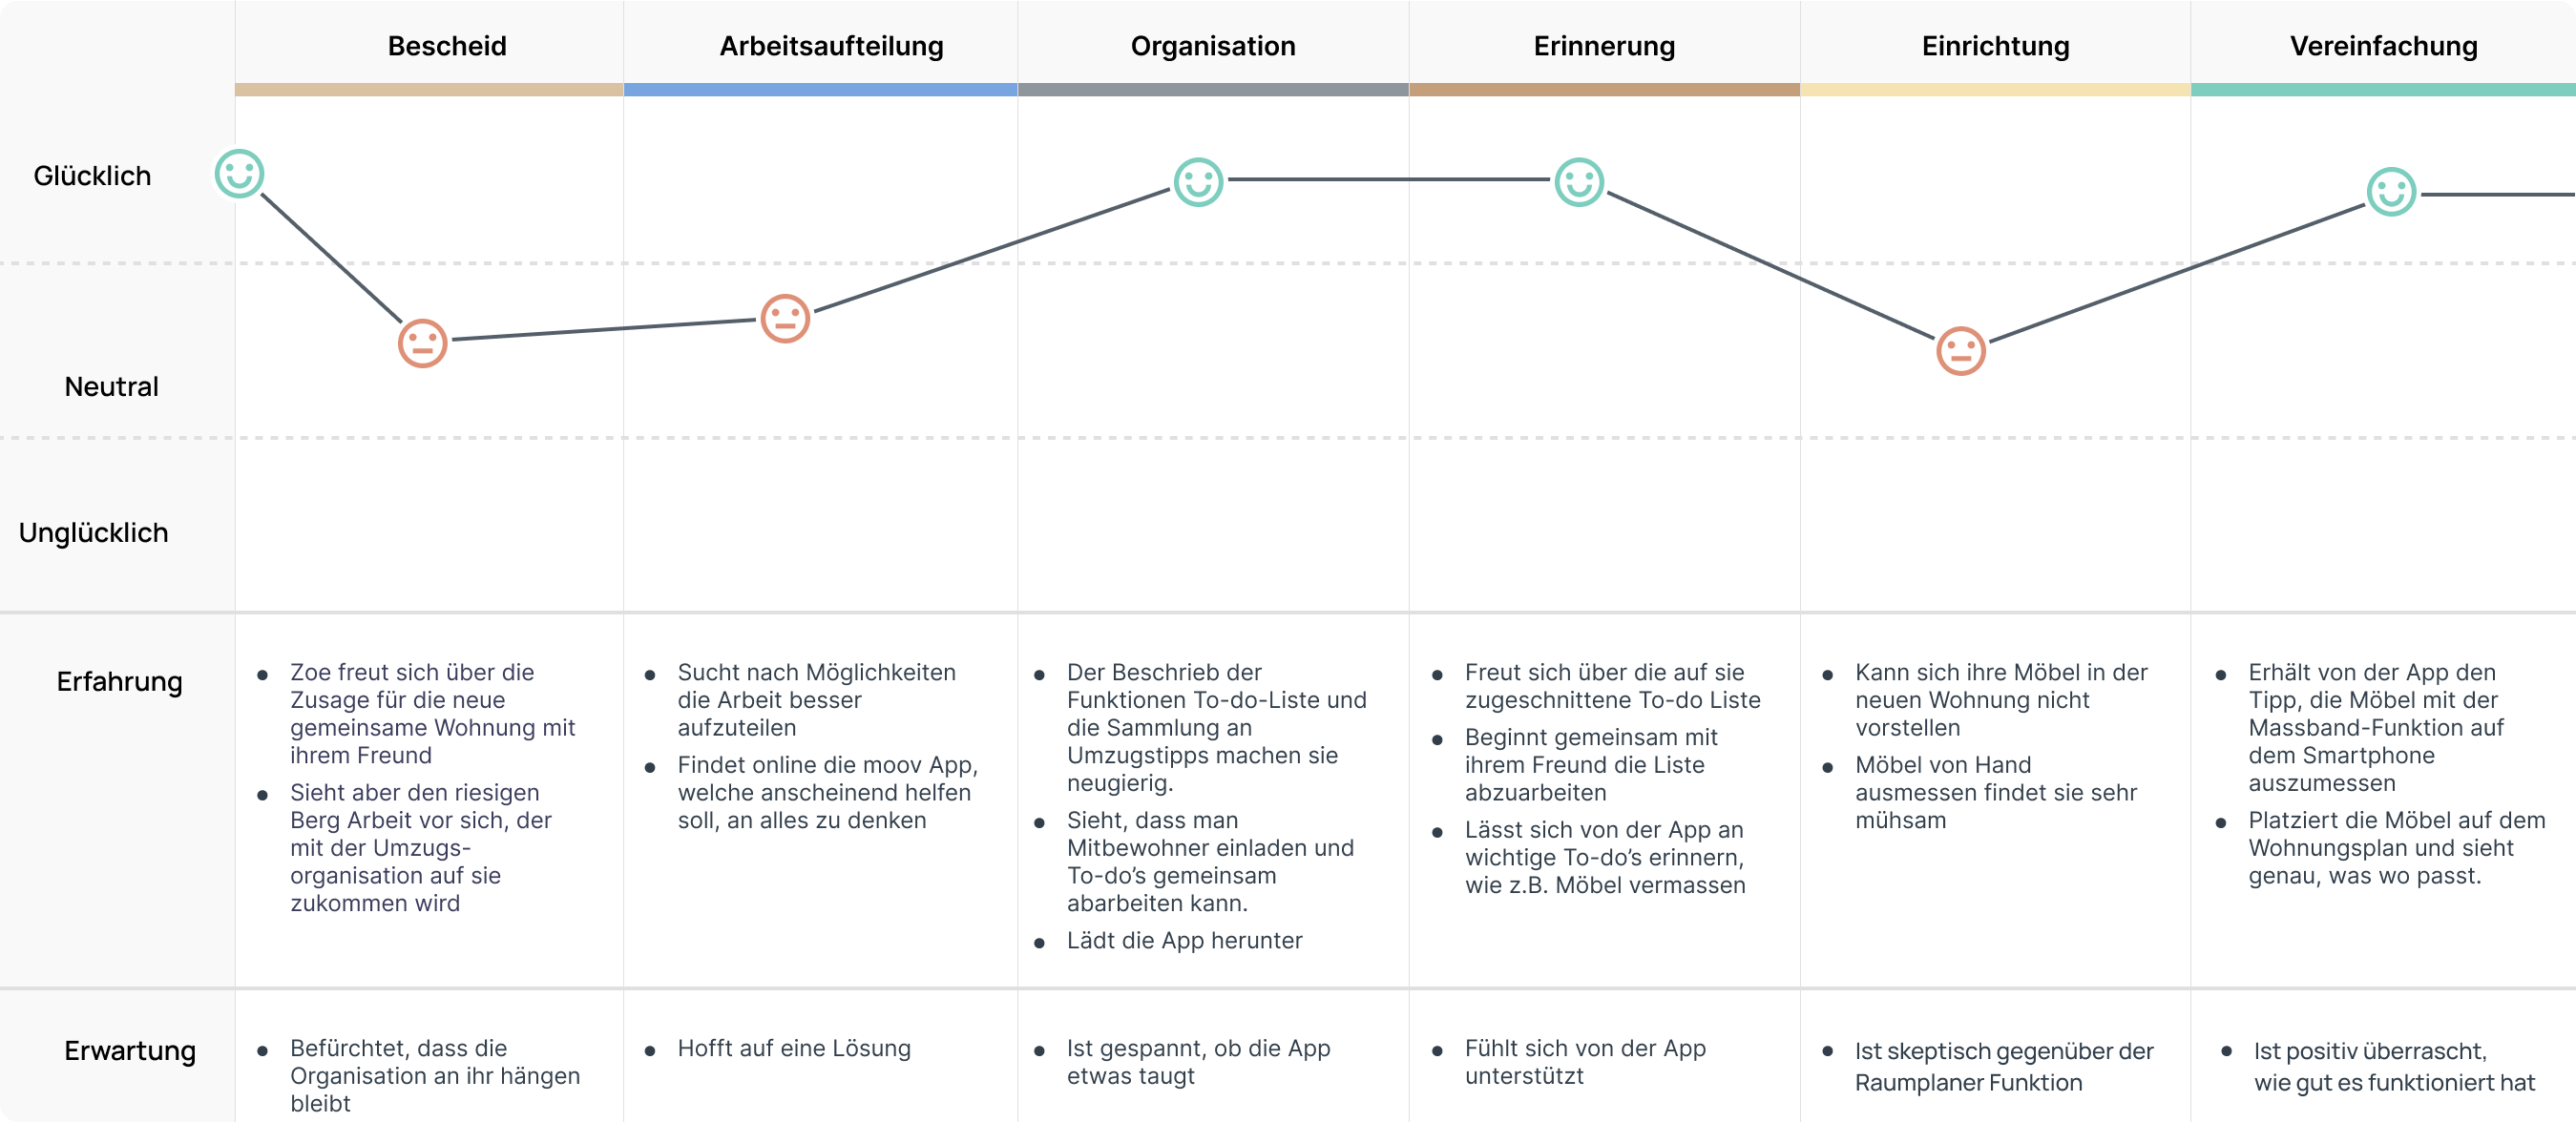 Bescheid
Arbeitsaufteilung
Organisation
Erinnerung
Einrichtung
Vereinfachung
Glücklich
Neutral
Unglücklich
Erfahrung
• Zoe freut sich über die
Zusage für die neue
gemeinsame Wohnung mit
ihrem Freund
• Sieht aber den riesigen
Berg Arbeit vor sich, der
mit der Umzugs-
organisation auf sie
zukommen wird
• Sucht nach Möglichkeiten
die Arbeit besser
aufzuteilen
• Findet online die moov App,
welche anscheinend helfen
soll, an alles zu denken
• Der Beschrieb der
Funktionen To-do-Liste und
die Sammlung an
Umzugstipps machen sie
neugierig.
• Sieht, dass man
Mitbewohner einladen und
To-do’s gemeinsam
abarbeiten kann.
• Lädt die App herunter
• Freut sich über die auf sie
zugeschnittene To-do Liste
• Beginnt gemeinsam mit
ihrem Freund die Liste
abzuarbeiten
• Lässt sich von der App an
wichtige To-do’s erinnern,
wie z.B. Möbel vermassen
• Kann sich ihre Möbel in der
neuen Wohnung nicht
vorstellen
• Möbel von Hand
ausmessen findet sie sehr
mühsam
• Erhält von der App den
Tipp, die Möbel mit der
Massband-Funktion auf
dem Smartphone
auszumessen
• Platziert die Möbel auf dem
Wohnungsplan und sieht
genau, was wo passt.
Erwartung
• Befürchtet, dass die
Organisation an ihr hängen
bleibt
• Hofft auf eine Lösung
• Ist gespannt, ob die App
etwas taugt
• Fühlt sich von der App
unterstützt
• Ist skeptisch gegenüber der
Raumplaner Funktion
• Ist positiv überrascht,
wie gut es funktioniert hat